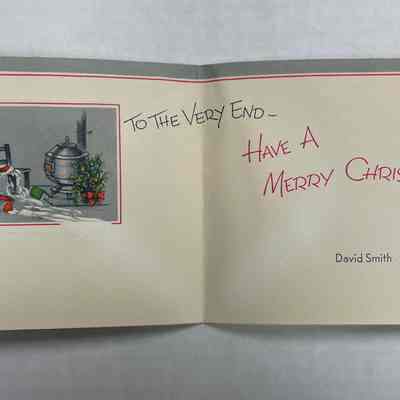 To The Very End –
Have A
Merry Chris
David Smith